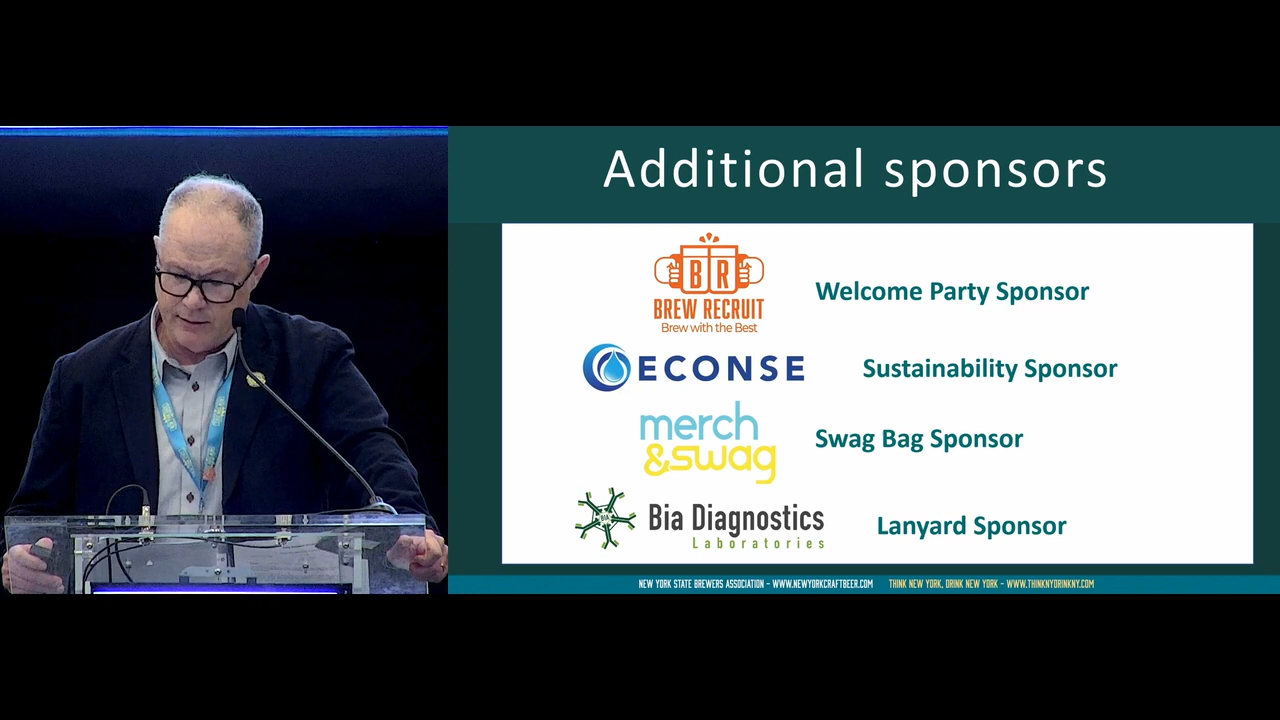 Additional sponsors
BR
BREW RECRUIT
Brew with the Best
Welcome Party Sponsor
ECONSE
Sustainability Sponsor
merch
&swag
Swag Bag Sponsor
BIA
Bia Diagnostics
Laboratories
Lanyard Sponsor
NEW YORK STATE BREWERS ASSOCIATION – WWW.NEWYORKCRAFTBEER.COM THINK NEW YORK, DRINK NEW YORK – WWW.THINKNYDRINKNY.COM